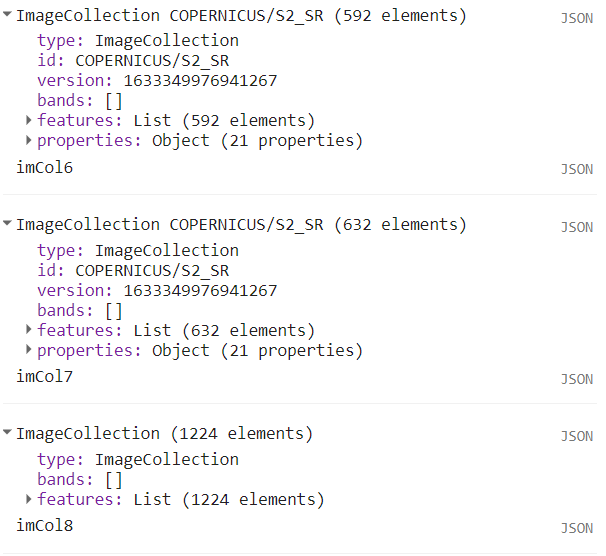 ImageCollection COPERNICUS/S2_SR (592 elements) JSON
type: ImageCollection
id: COPERNICUS/S2_SR
version: 1633349976941267
bands: []
features: List (592 elements)
properties: Object (21 properties)
imCol6 JSON
ImageCollection COPERNICUS/S2_SR (632 elements) JSON
type: ImageCollection
id: COPERNICUS/S2_SR
version: 1633349976941267
bands: []
features: List (632 elements)
properties: Object (21 properties)
imCol7 JSON
ImageCollection (1224 elements) JSON
type: ImageCollection
bands: []
features: List (1224 elements)
imCol8 JSON